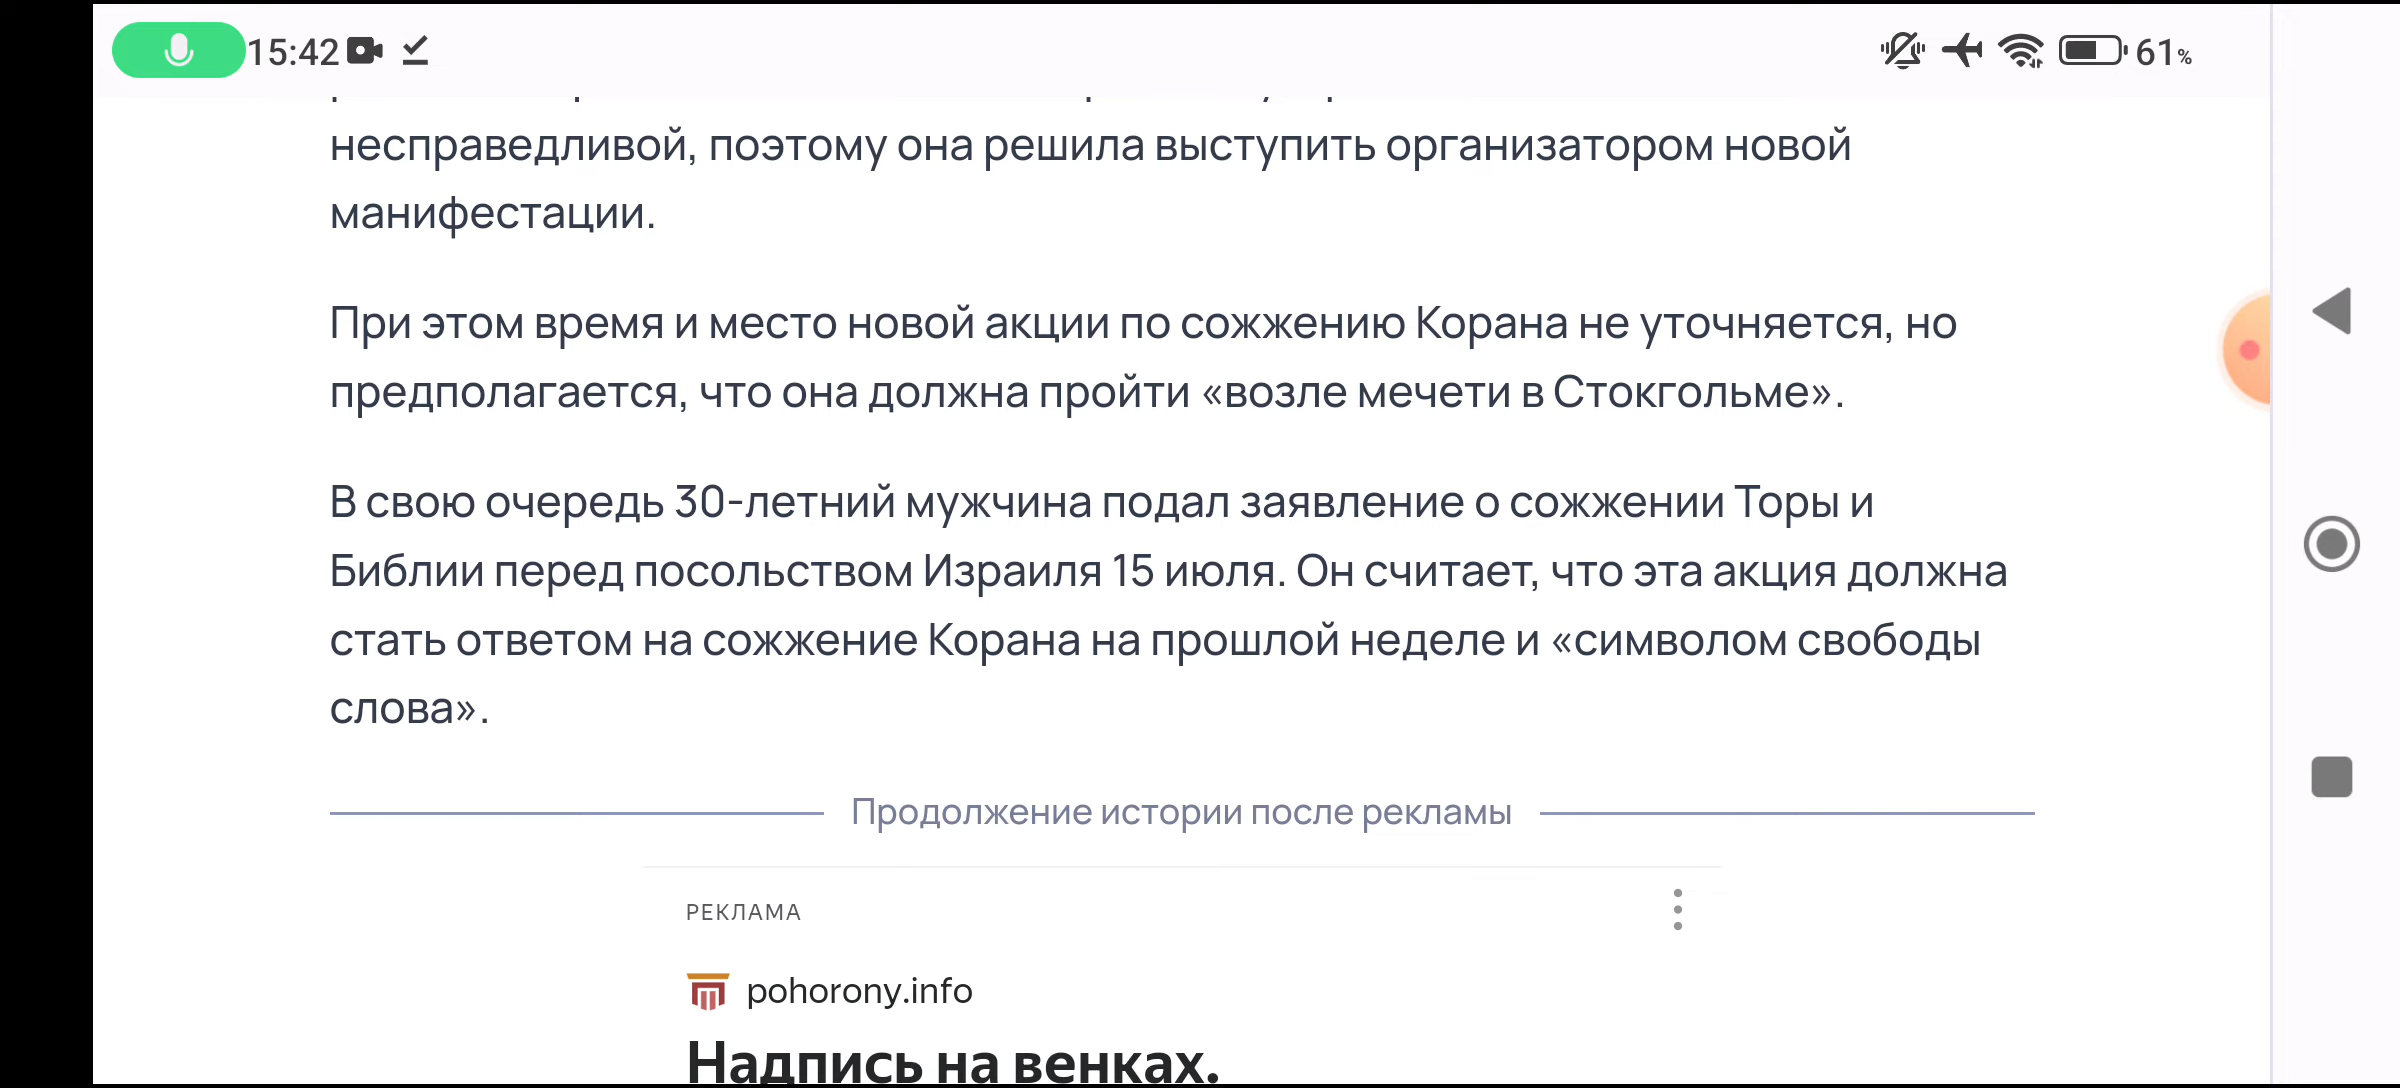 15:42
61%
несправедливой, поэтому она решила выступить организатором новой
манифестации.
При этом время и место новой акции по сожжению Корана не уточняется, но
предполагается, что она должна пройти «возле мечети в Стокгольме».
В свою очередь 30-летний мужчина подал заявление о сожжении Торы и
Библии перед посольством Израиля 15 июля. Он считает, что эта акция должна
стать ответом на сожжение Корана на прошлой неделе и «символом свободы
слова».
Продолжение истории после рекламы
РЕКЛАМА
pohorony.info
Надпись на венках.